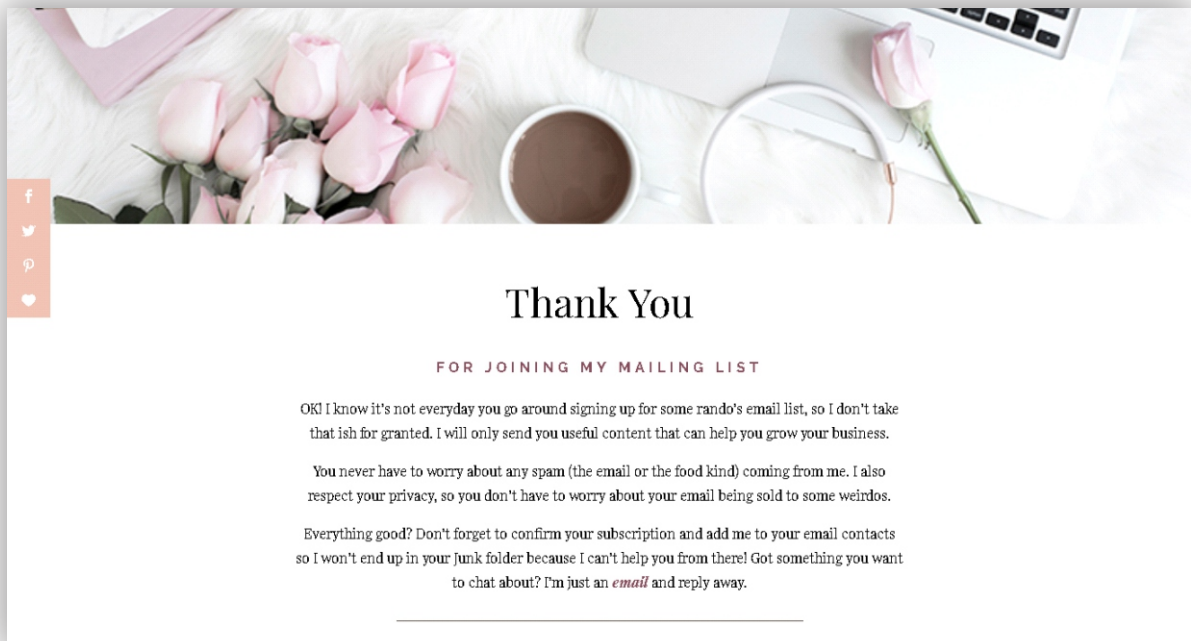 Thank You
FOR JOINING MY MAILING LIST
OK! I know it's not everyday you go around signing up for some rando's email list, so I don't take
that ish for granted. I will only send you useful content that can help you grow your business.
You never have to worry about any spam (the email or the food kind) coming from me. I also
respect your privacy, so you don't have to worry about your email being sold to some weirdos.
Everything good? Don't forget to confirm your subscription and add me to your email contacts
so I won't end up in your Junk folder because I can't help you from there! Got something you want
to chat about? I'm just an email and reply away.